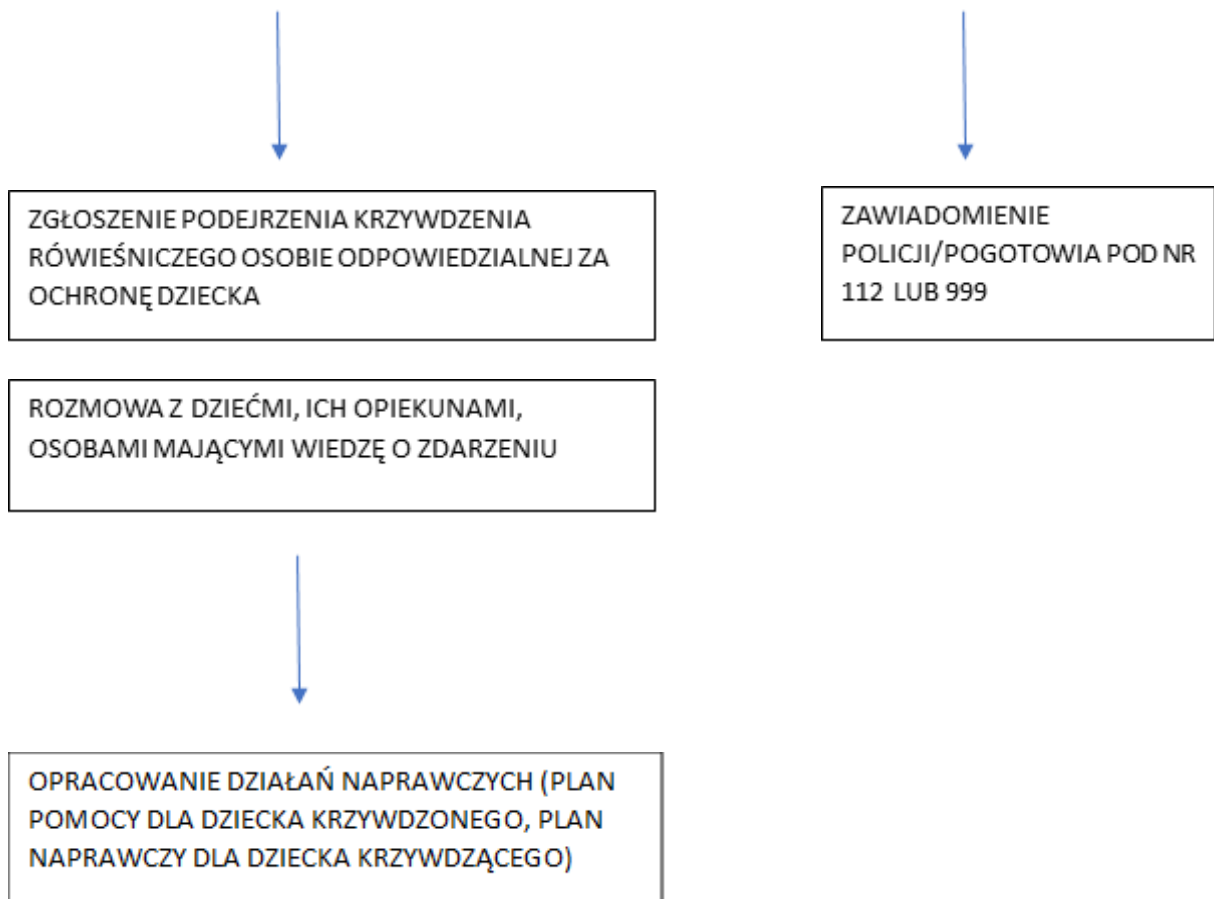 ZGŁOSZENIE PODEJRZENIA KRZYWDZENIA
RÓWIEŚNICZEGO OSOBIE ODPOWIEDZIALNEJ ZA
OCHRONĘ DZIECKA
ZAWIADOMIENIE
POLICJI/POGOTOWIA POD NR
112 LUB 999
ROZMOWA Z DZIEĆMI, ICH OPIEKUNAMI,
OSOBAMI MAJĄCYMI WIEDZĘ O ZDARZENIU
OPRACOWANIE DZIAŁAŃ NAPRAWCZYCH (PLAN
POMOCY DLA DZIECKA KRZYWDZONEGO, PLAN
NAPRAWCZY DLA DZIECKA KRZYWDZĄCEGO)